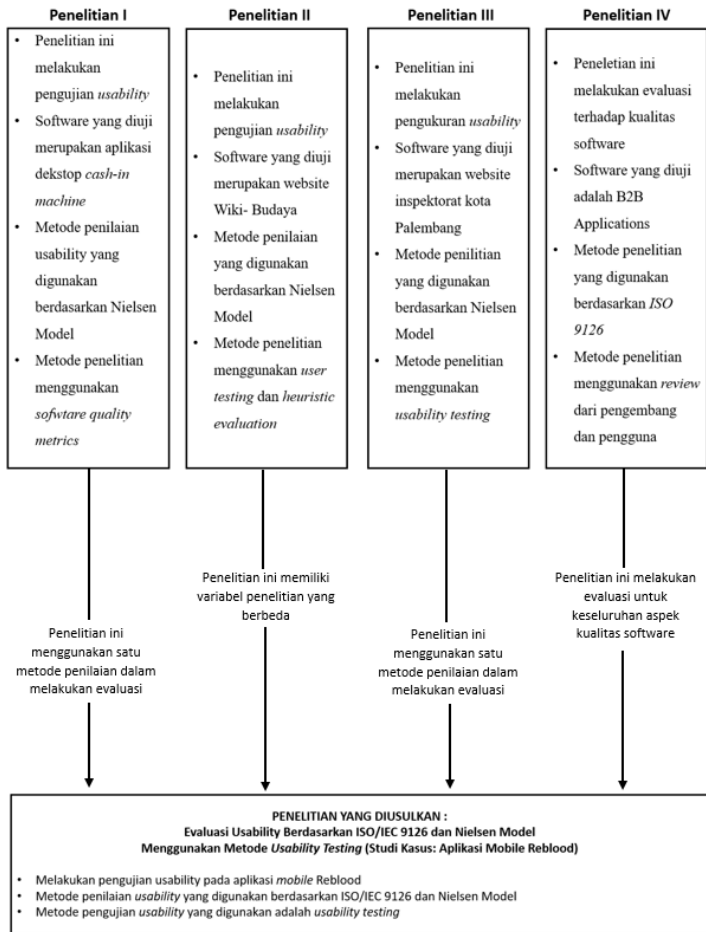 Penelitian I
• Penelitian ini
melakukan
pengujian usability
• Software yang diuji
merupakan aplikasi
dekstop cash-in
machine
• Metode penilaian
usability yang
digunakan
berdasarkan Nielsen
Model
• Metode penelitian
menggunakan
sofwtare quality
metrics
Penelitian II
• Penelitian ini
melakukan
pengujian usability
• Software yang diuji
merupakan website
Wiki- Budaya
• Metode penilaian
yang digunakan
berdasarkan Nielsen
Model
• Metode penelitian
menggunakan user
testing dan heuristic
evaluation
Penelitian III
• Penelitian ini
melakukan
pengukuran usability
• Software yang diuji
merupakan website
inspektorat kota
Palembang
• Metode penilitian
yang digunakan
berdasarkan Nielsen
Model
• Metode penelitian
menggunakan
usability testing
Penelitian IV
• Peneletian ini
melakukan evaluasi
terhadap kualitas
software
• Software yang diuji
adalah B2B
Applications
• Metode penelitian
yang digunakan
berdasarkan ISO
9126
• Metode penelitian
menggunakan review
dari pengembang
dan pengguna
Penelitian ini
menggunakan satu
metode penilaian dalam
melakukan evaluasi
Penelitian ini memiliki
variabel penelitian yang
berbeda
Penelitian ini
menggunakan satu
metode penilaian dalam
melakukan evaluasi
Penelitian ini melakukan
evaluasi untuk
keseluruhan aspek
kualitas software
PENELITIAN YANG DIUSULKAN :
Evaluasi Usability Berdasarkan ISO/IEC 9126 dan Nielsen Model
Menggunakan Metode Usability Testing (Studi Kasus: Aplikasi Mobile Reblood)
• Melakukan pengujian usability pada aplikasi mobile Reblood
• Metode penilaian usability yang digunakan berdasarkan ISO/IEC 9126 dan Nielsen Model
• Metode pengujian usability yang digunakan adalah usability testing